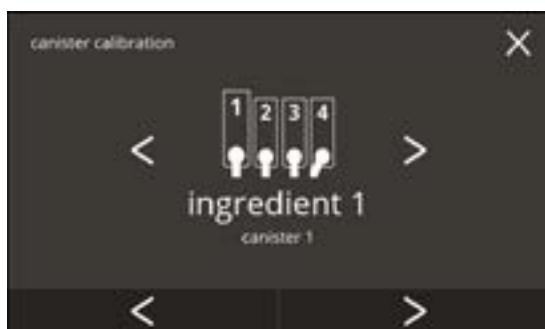 canister calibration
1 2 3 4
ingredient 1
canister 1